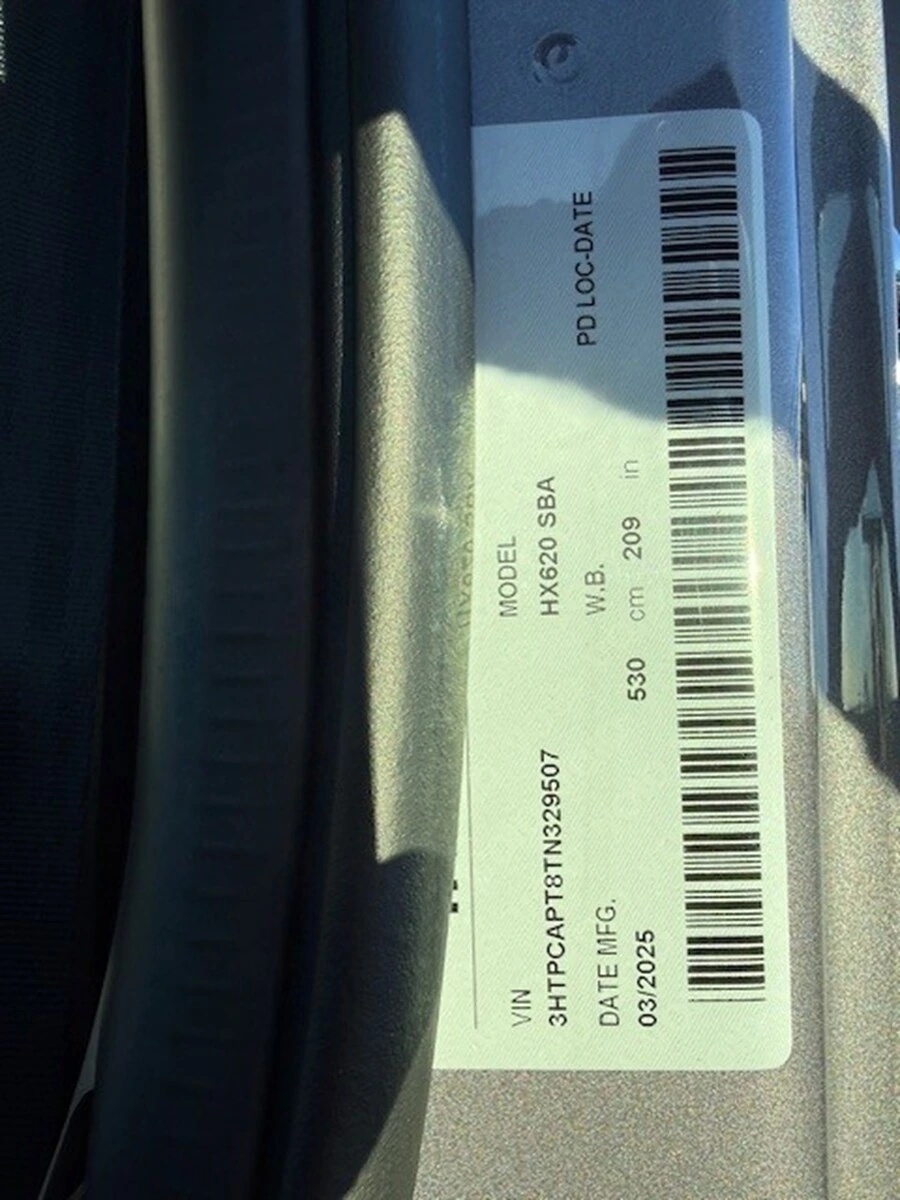 VIN
3HTPCAPT8TN329507
MODEL
HX620 SBA
DATE MFG.
03/2025
W.B.
530 cm 209 in
PD LOC-DATE